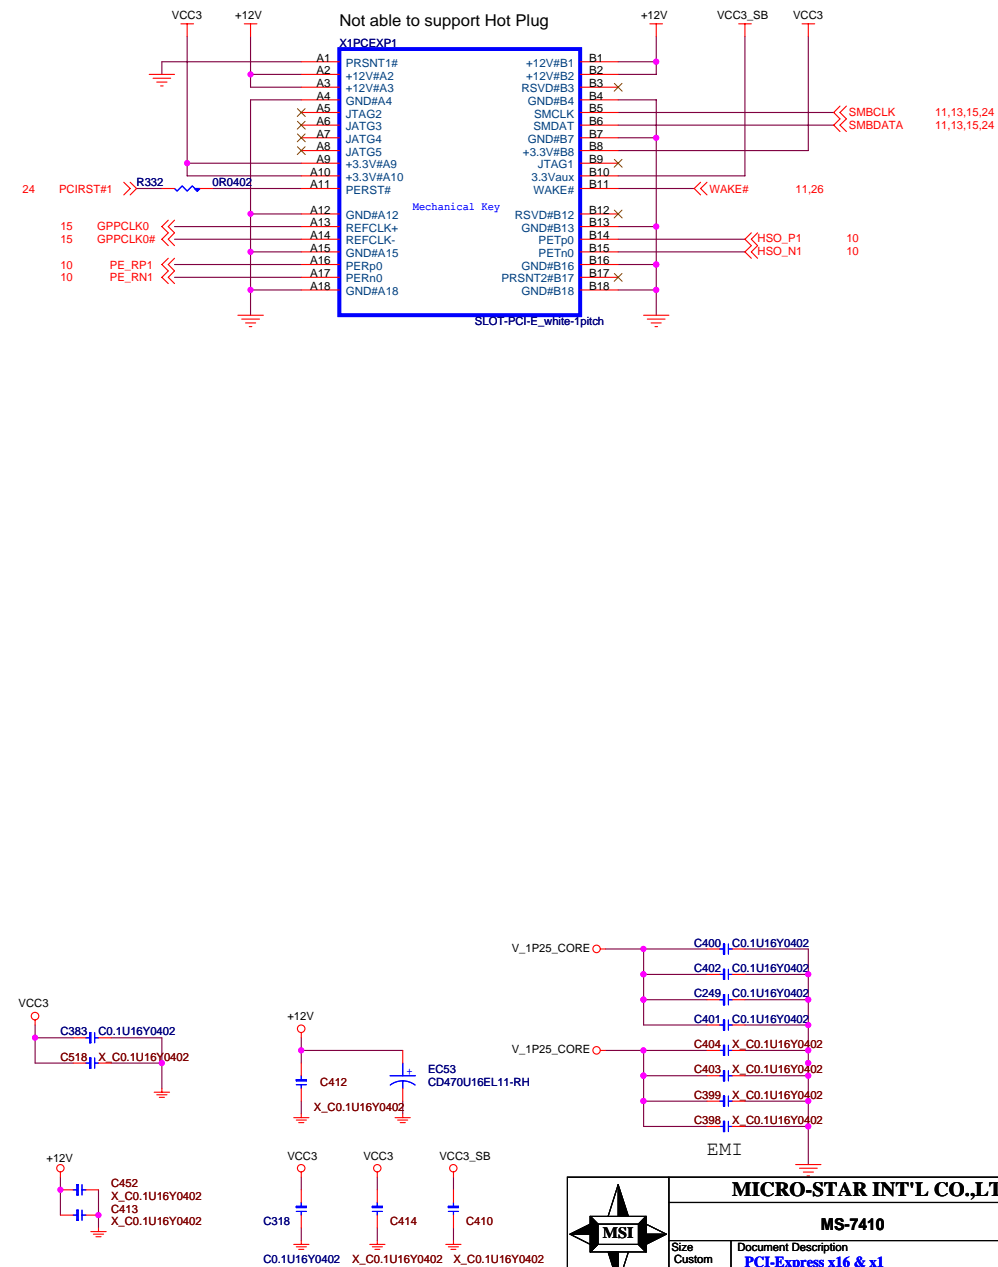 VCC3 +12V Not able to support Hot Plug +12V VCC3_SB VCC3
X1PCEXP1
A1 PRSNT1# +12V#B1 B1
A2 +12V#A2 +12V#B2 B2
A3 +12V#A3 RSVD#B3 B3
A4 GND#A4 GND#B4 B4
A5 JTAG2 SMCLK B5 SMBCLK 11,13,15,24
A6 JATG3 SMDAT B6 SMBDATA 11,13,15,24
A7 JATG4 GND#B7 B7
A8 JATG5 +3.3V#B8 B8
A9 +3.3V#A9 JTAG1 B9
A10 +3.3V#A10 3.3Vaux B10
24 PCIRST#1 R332 0R0402 A11 PERST# WAKE# B11 WAKE# 11,26
Mechanical Key
A12 GND#A12 RSVD#B12 B12
15 GPPCLK0 A13 REFCLK+ GND#B13 B13
15 GPPCLK0# A14 REFCLK- PETp0 B14 HSO_P1 10
A15 GND#A15 PETn0 B15 HSO_N1 10
10 PE_RP1 A16 PERp0 GND#B16 B16
10 PE_RN1 A17 PERn0 PRSNT2#B17 B17
A18 GND#A18 GND#B18 B18
SLOT-PCI-E_white-1pitch
V_1P25_CORE C400 C0.1U16Y0402
C402 C0.1U16Y0402
C249 C0.1U16Y0402
C401 C0.1U16Y0402
V_1P25_CORE C404 X_C0.1U16Y0402
C403 X_C0.1U16Y0402
C399 X_C0.1U16Y0402
C398 X_C0.1U16Y0402
EMI
VCC3
C383 C0.1U16Y0402
C518 X_C0.1U16Y0402
+12V
C412
X_C0.1U16Y0402
+
EC53
CD470U16EL11-RH
+12V
C452
X_C0.1U16Y0402
C413
X_C0.1U16Y0402
VCC3 VCC3 VCC3_SB
C318 C414 C410
C0.1U16Y0402 X_C0.1U16Y0402 X_C0.1U16Y0402
MSI
MICRO-STAR INT'L CO.,LT
MS-7410
Size
Custom
Document Description
PCI-Express x16 & x1